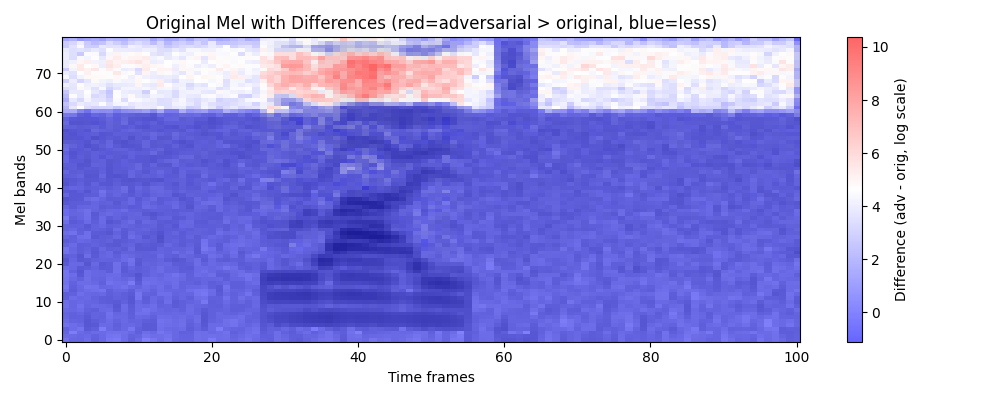 Original Mel with Differences (red=adversarial > original, blue=less)
Mel bands
70
60
50
40
30
20
10
0
0 20 40 60 80 100
Time frames
10
8
6
4
2
0
Difference (adv - orig, log scale)